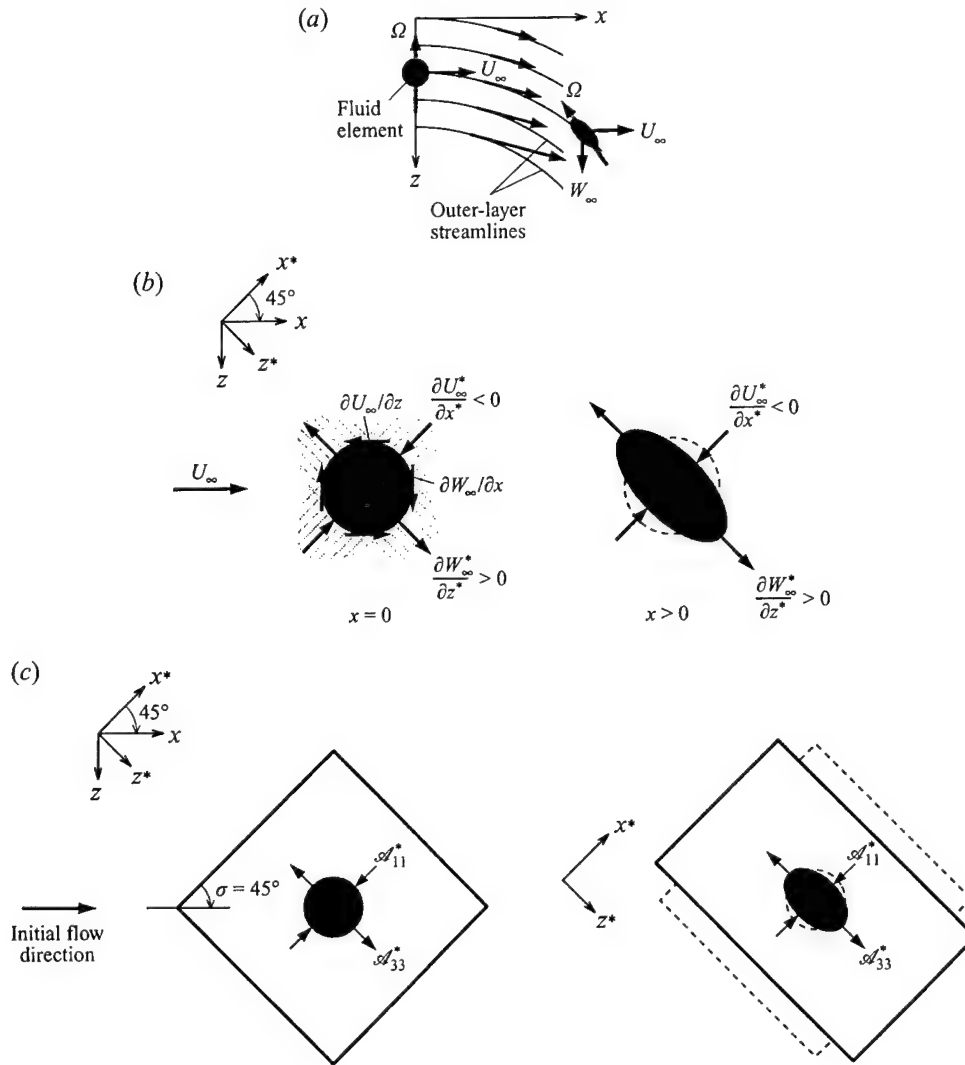 (a)
x
Ω
U∞
Fluid
element
Ω
U∞
W∞
z
Outer-layer
streamlines
(b)
x*
45°
x
z*
z
U∞
∂U∞/∂z
∂U*∞/∂x* < 0
∂W∞/∂x
∂W*∞/∂z* > 0
x = 0
∂U*∞/∂x* < 0
∂W*∞/∂z* > 0
x > 0
(c)
x*
45°
x
z*
z
σ = 45°
𝒜*11
𝒜*33
Initial flow
direction
x*
z*
𝒜*11
𝒜*33